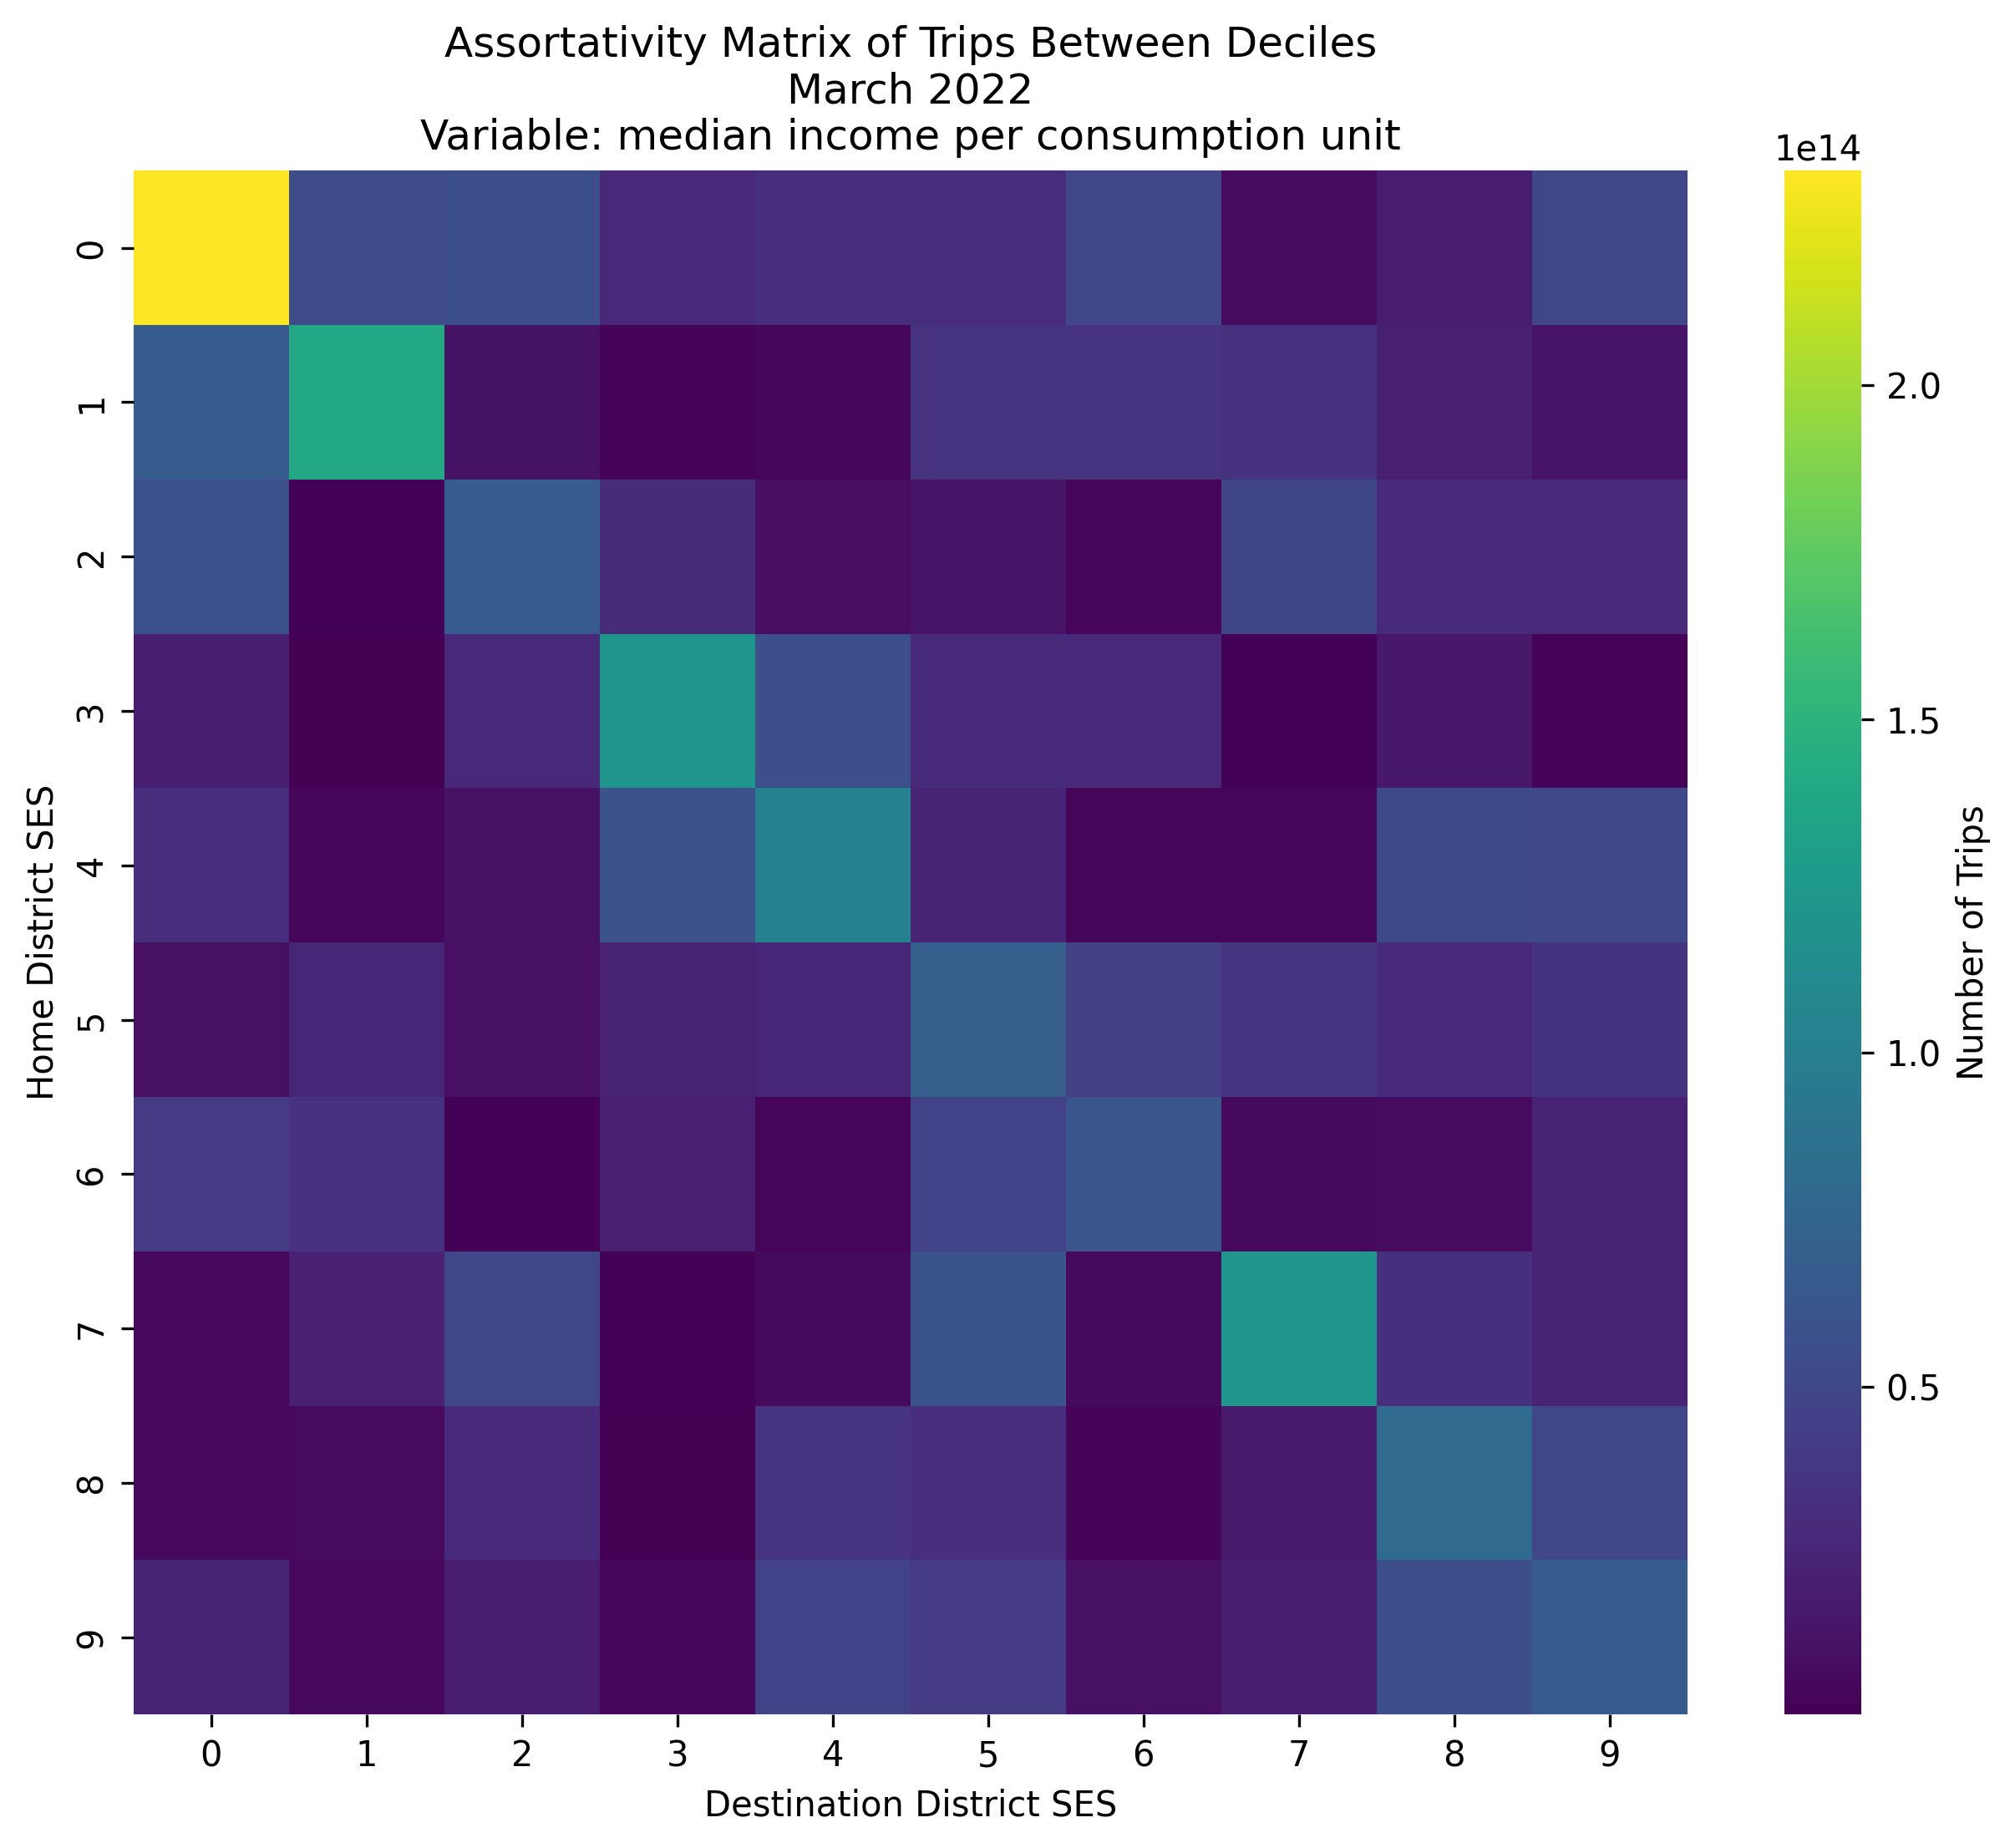 Assortativity Matrix of Trips Between Deciles
March 2022
Variable: median income per consumption unit
1e14
2.0
1.5
1.0
0.5
Number of Trips
Home District SES
0
1
2
3
4
5
6
7
8
9
0 1 2 3 4 5 6 7 8 9
Destination District SES